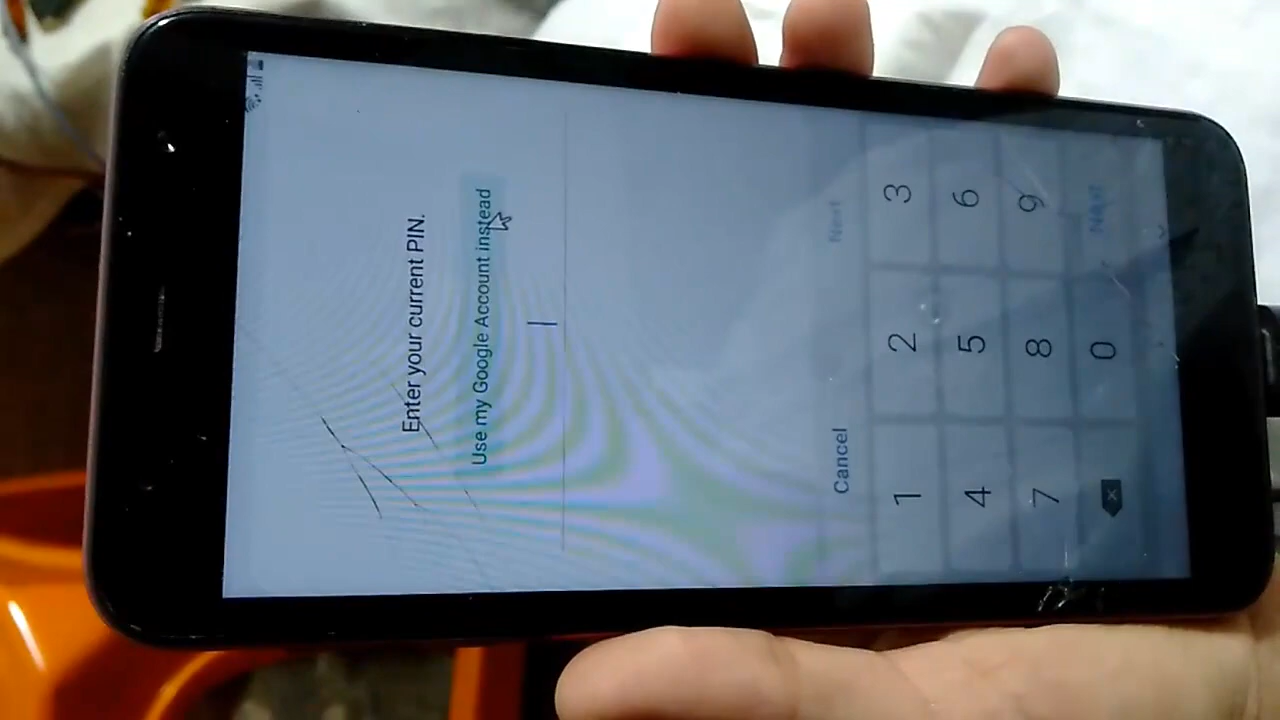 Enter your current PIN.
Use my Google Account instead
Cancel Next
1 2 3
4 5 6
7 8 9
0 Next